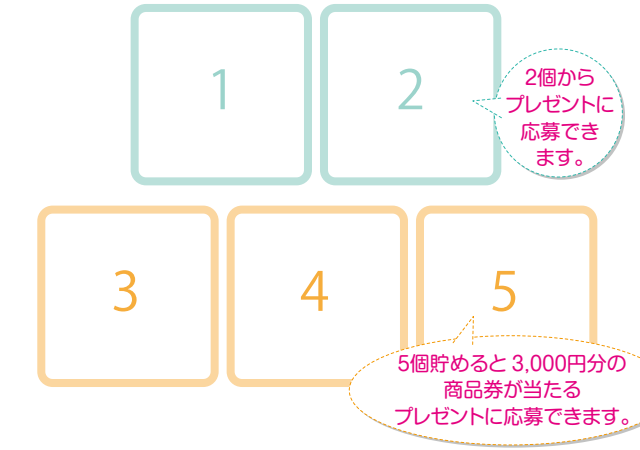 1
2
2個から
プレゼントに
応募でき
ます。
3
4
5
5個貯めると3,000円分の
商品券が当たる
プレゼントに応募できます。